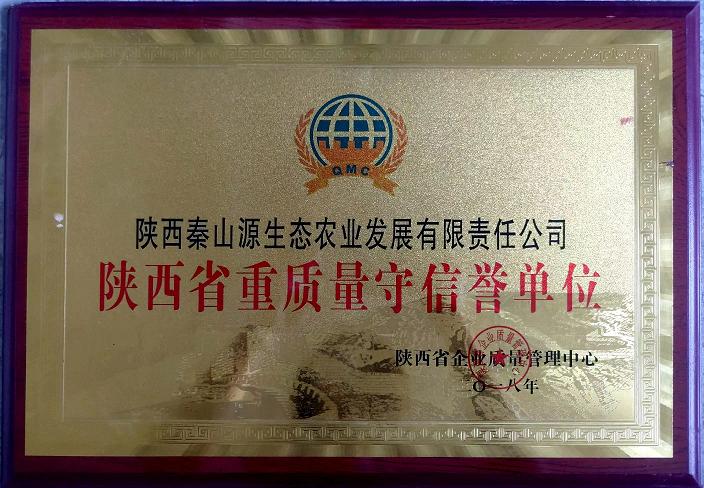 QMC
陕西秦山源生态农业发展有限责任公司
陕西省重质量守信誉单位
陕西省企业质量管理中心
〇一八年